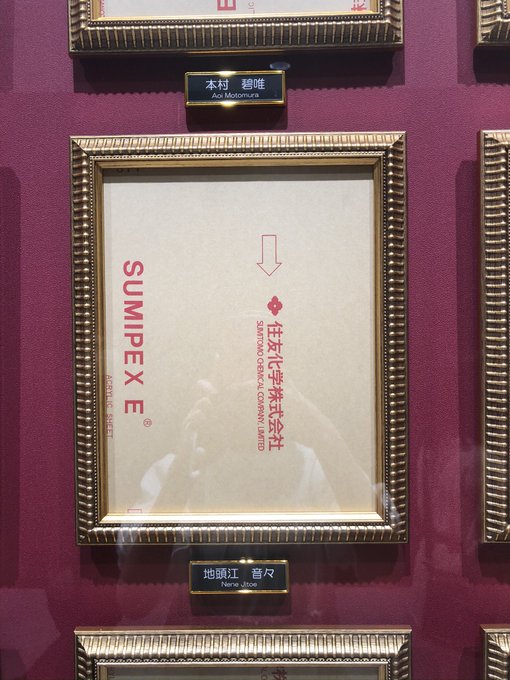 本村 碧唯
Aoi Motomura
住友化学株式会社
SUMITOMO CHEMICAL COMPANY, LIMITED
SUMIPEX E®
ACRYLIC SHEET
地頭江 音々
Nene Jitoe